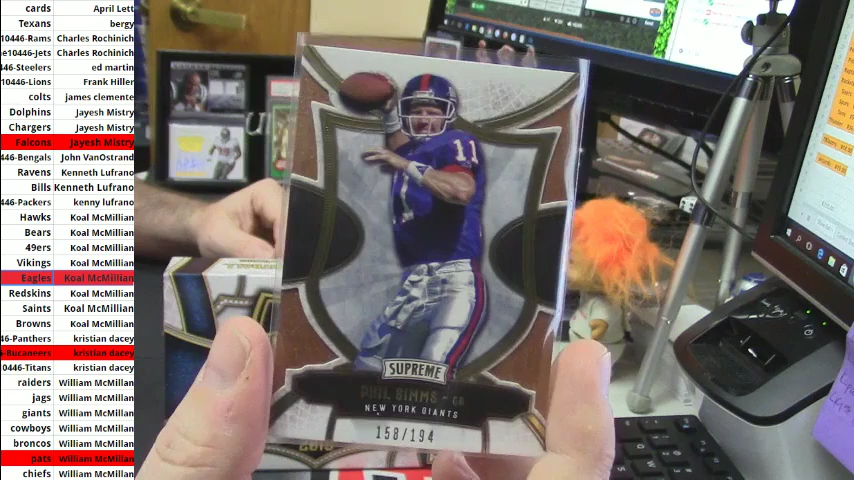 cards April Lett
Texans bergy
10446-Rams Charles Rochinich
ne10446-Jets Charles Rochinich
446-Steelers ed martin
10446-Lions Frank Hiller
colts james clemente
Dolphins Jayesh Mistry
Chargers Jayesh Mistry
Falcons Jayesh Mistry
446-Bengals John VanOstrand
Ravens Kenneth Lufrano
Bills Kenneth Lufrano
446-Packers kenny lufrano
Hawks Koal McMillian
Bears Koal McMillian
49ers Koal McMillian
Vikings Koal McMillian
Eagles Koal McMillian
Redskins Koal McMillian
Saints Koal McMillian
Browns Koal McMillian
46-Panthers kristian dacey
6-Bucaneers kristian dacey
0446-Titans kristian dacey
raiders William McMillan
jags William McMillan
giants William McMillan
cowboys William McMillan
broncos William McMillan
pats William McMillan
chiefs William McMillan
11
11
SUPREME
PHIL SIMMS - QB
NEW YORK GIANTS
158/194